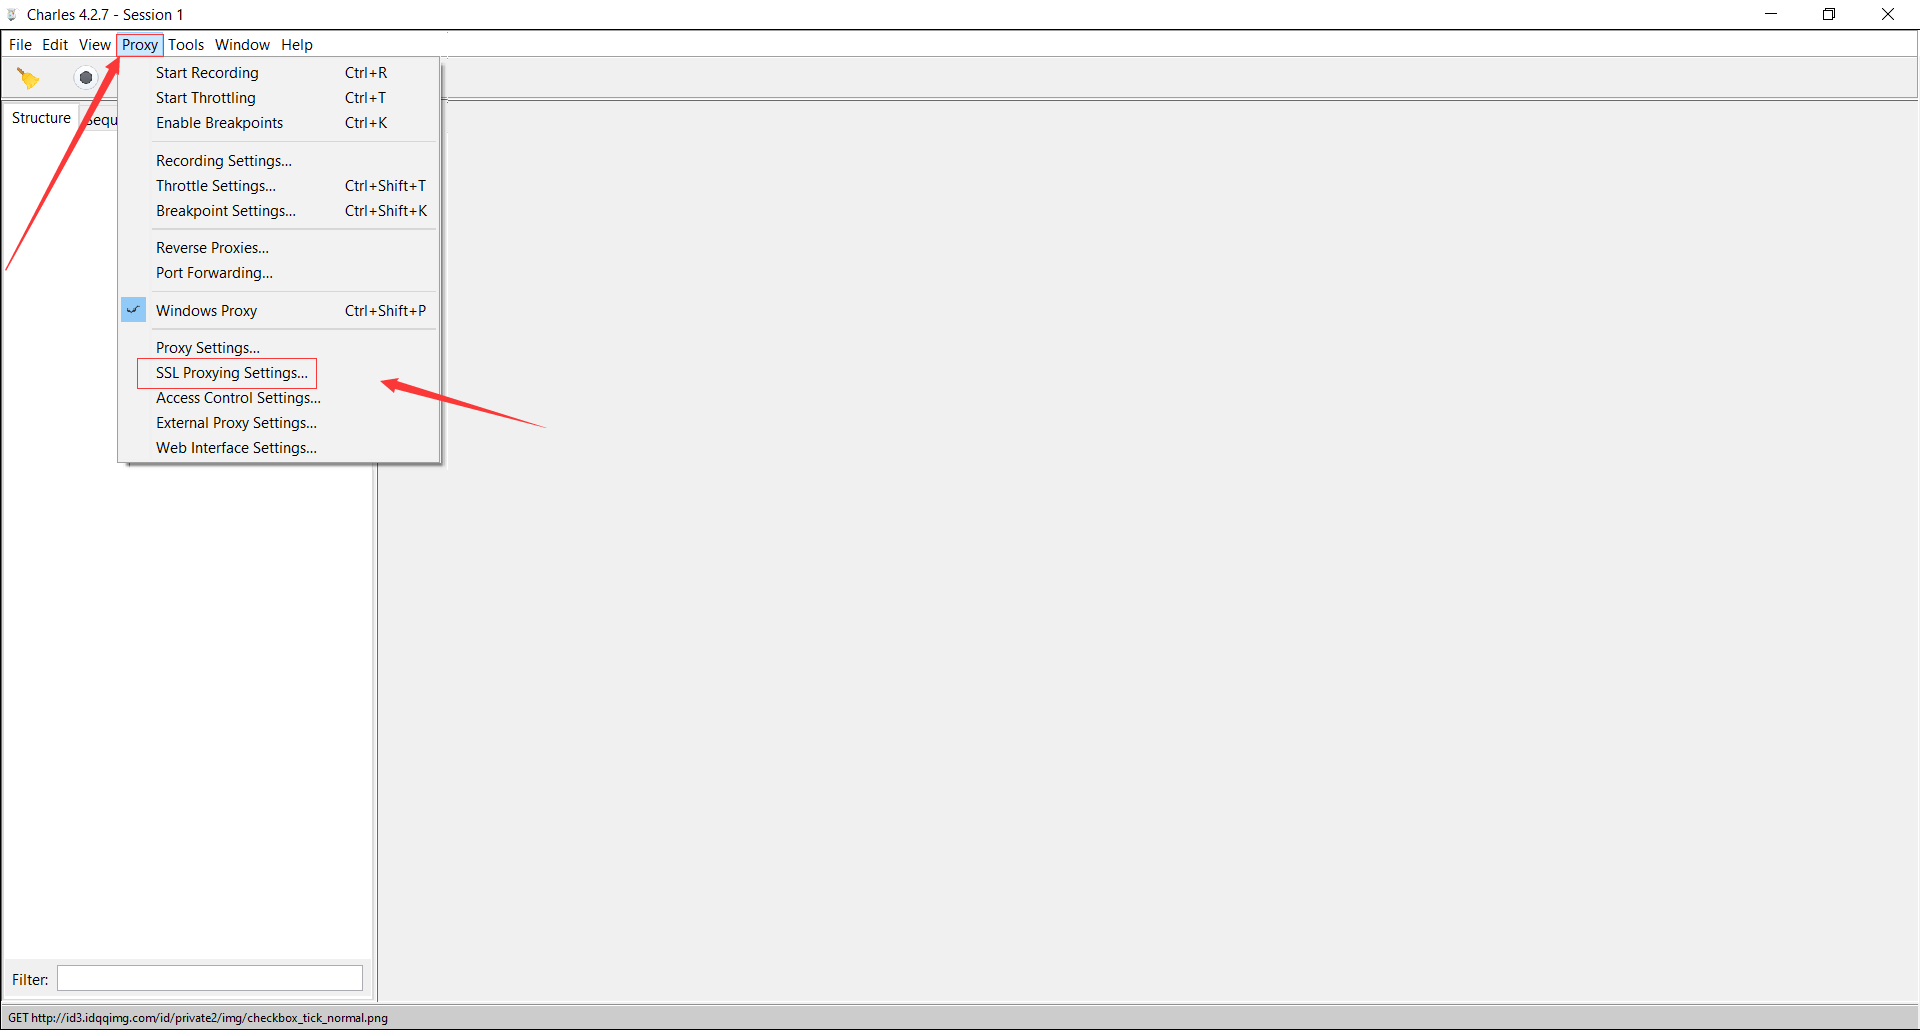 Charles 4.2.7 - Session 1
File Edit View Proxy Tools Window Help
Start Recording Ctrl+R
Start Throttling Ctrl+T
Enable Breakpoints Ctrl+K
Structure Sequ
Recording Settings...
Throttle Settings... Ctrl+Shift+T
Breakpoint Settings... Ctrl+Shift+K
Reverse Proxies...
Port Forwarding...
Windows Proxy Ctrl+Shift+P
Proxy Settings...
SSL Proxying Settings...
Access Control Settings...
External Proxy Settings...
Web Interface Settings...
Filter:
GET http://id3.idqqimg.com/id/private2/img/checkbox_tick_normal.png